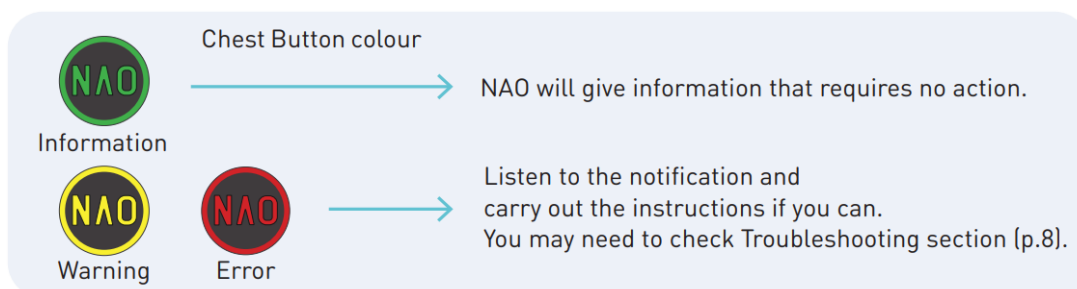 Chest Button colour
NAO
NAO will give information that requires no action.
Information
NAO
NAO
Listen to the notification and
carry out the instructions if you can.
You may need to check Troubleshooting section (p.8).
Warning
Error